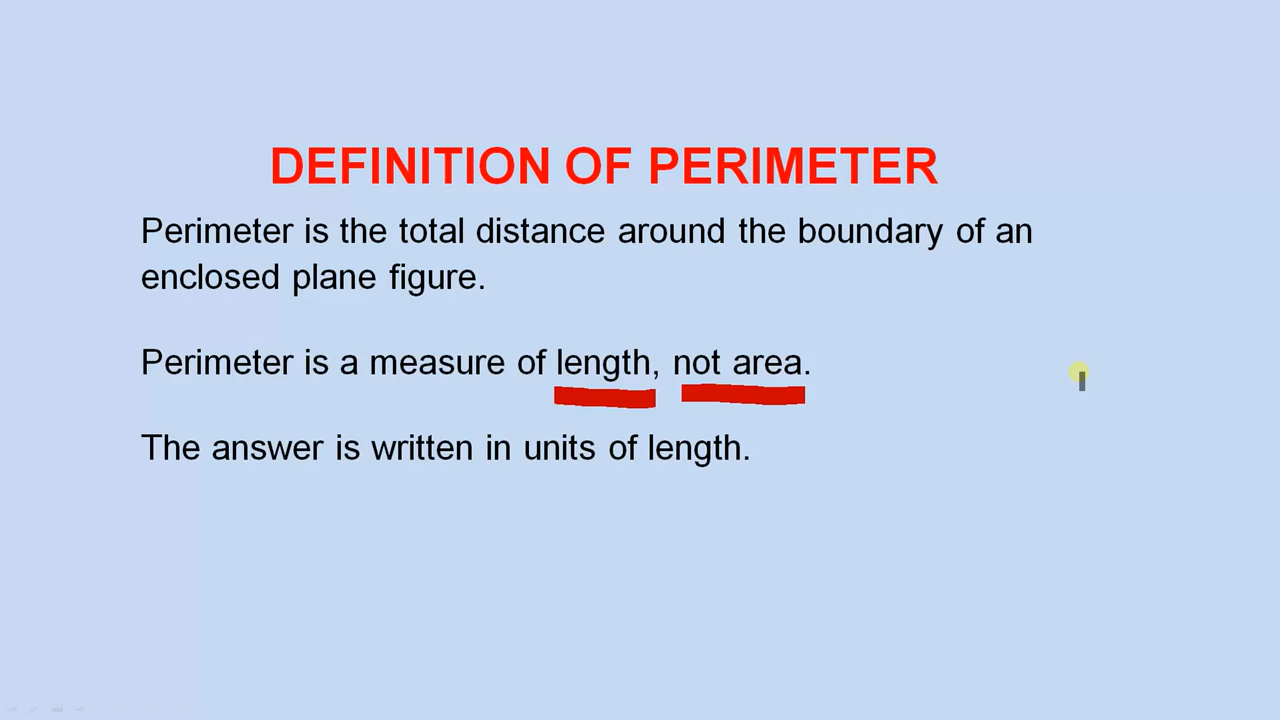 DEFINITION OF PERIMETER
Perimeter is the total distance around the boundary of an
enclosed plane figure.
Perimeter is a measure of length, not area.
The answer is written in units of length.